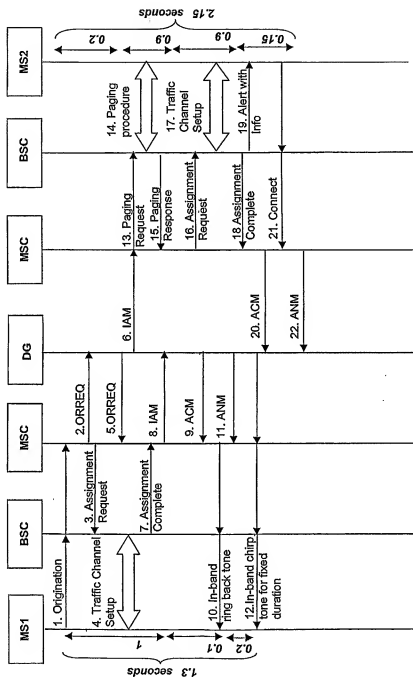 MS1
BSC
MSC
DG
MSC
BSC
MS2
1. Origination
2.ORREQ
3. Assignment
Request
4. Traffic Channel
Setup
5.ORREQ
6. IAM
7. Assignment
Complete
8. IAM
9. ACM
10. In-band
ring back tone
11. ANM
12.In-band chirp
tone for fixed
duration
13. Paging
Request
14. Paging
procedure
15. Paging
Response
16. Assignment
Request
17. Traffic
Channel
Setup
18.Assignment
Complete
19. Alert with
Info
20. ACM
21. Connect
22. ANM
1
0.1
0.2
1.3 seconds
0.2
0.9
0.9
0.15
2.15
seconds